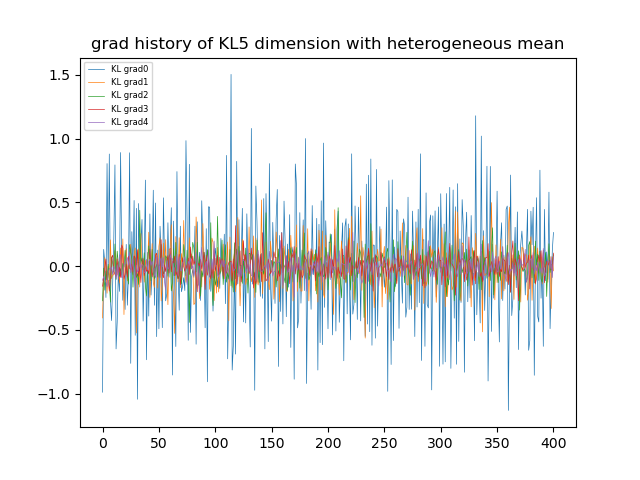 grad history of KL5 dimension with heterogeneous mean
KL grad0
KL grad1
KL grad2
KL grad3
KL grad4
1.5
1.0
0.5
0.0
−0.5
−1.0
0 50 100 150 200 250 300 350 400